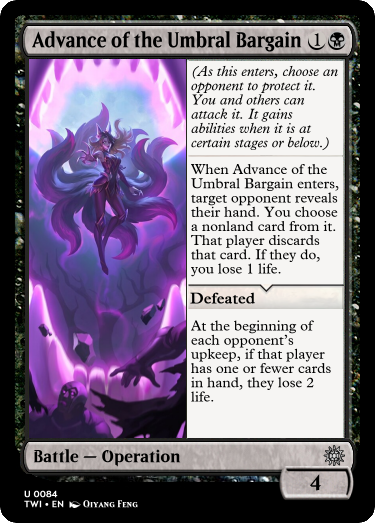 Advance of the Umbral Bargain 1
(As this enters, choose an
opponent to protect it.
You and others can
attack it. It gains
abilities when it is at
certain stages or below.)
When Advance of the
Umbral Bargain enters,
target opponent reveals
their hand. You choose
a nonland card from it.
That player discards
that card. If they do,
you lose 1 life.
Defeated
At the beginning of
each opponent's
upkeep, if that player
has one or fewer cards
in hand, they lose 2
life.
Battle — Operation
4
U 0084
TWI • EN Oiyang Feng